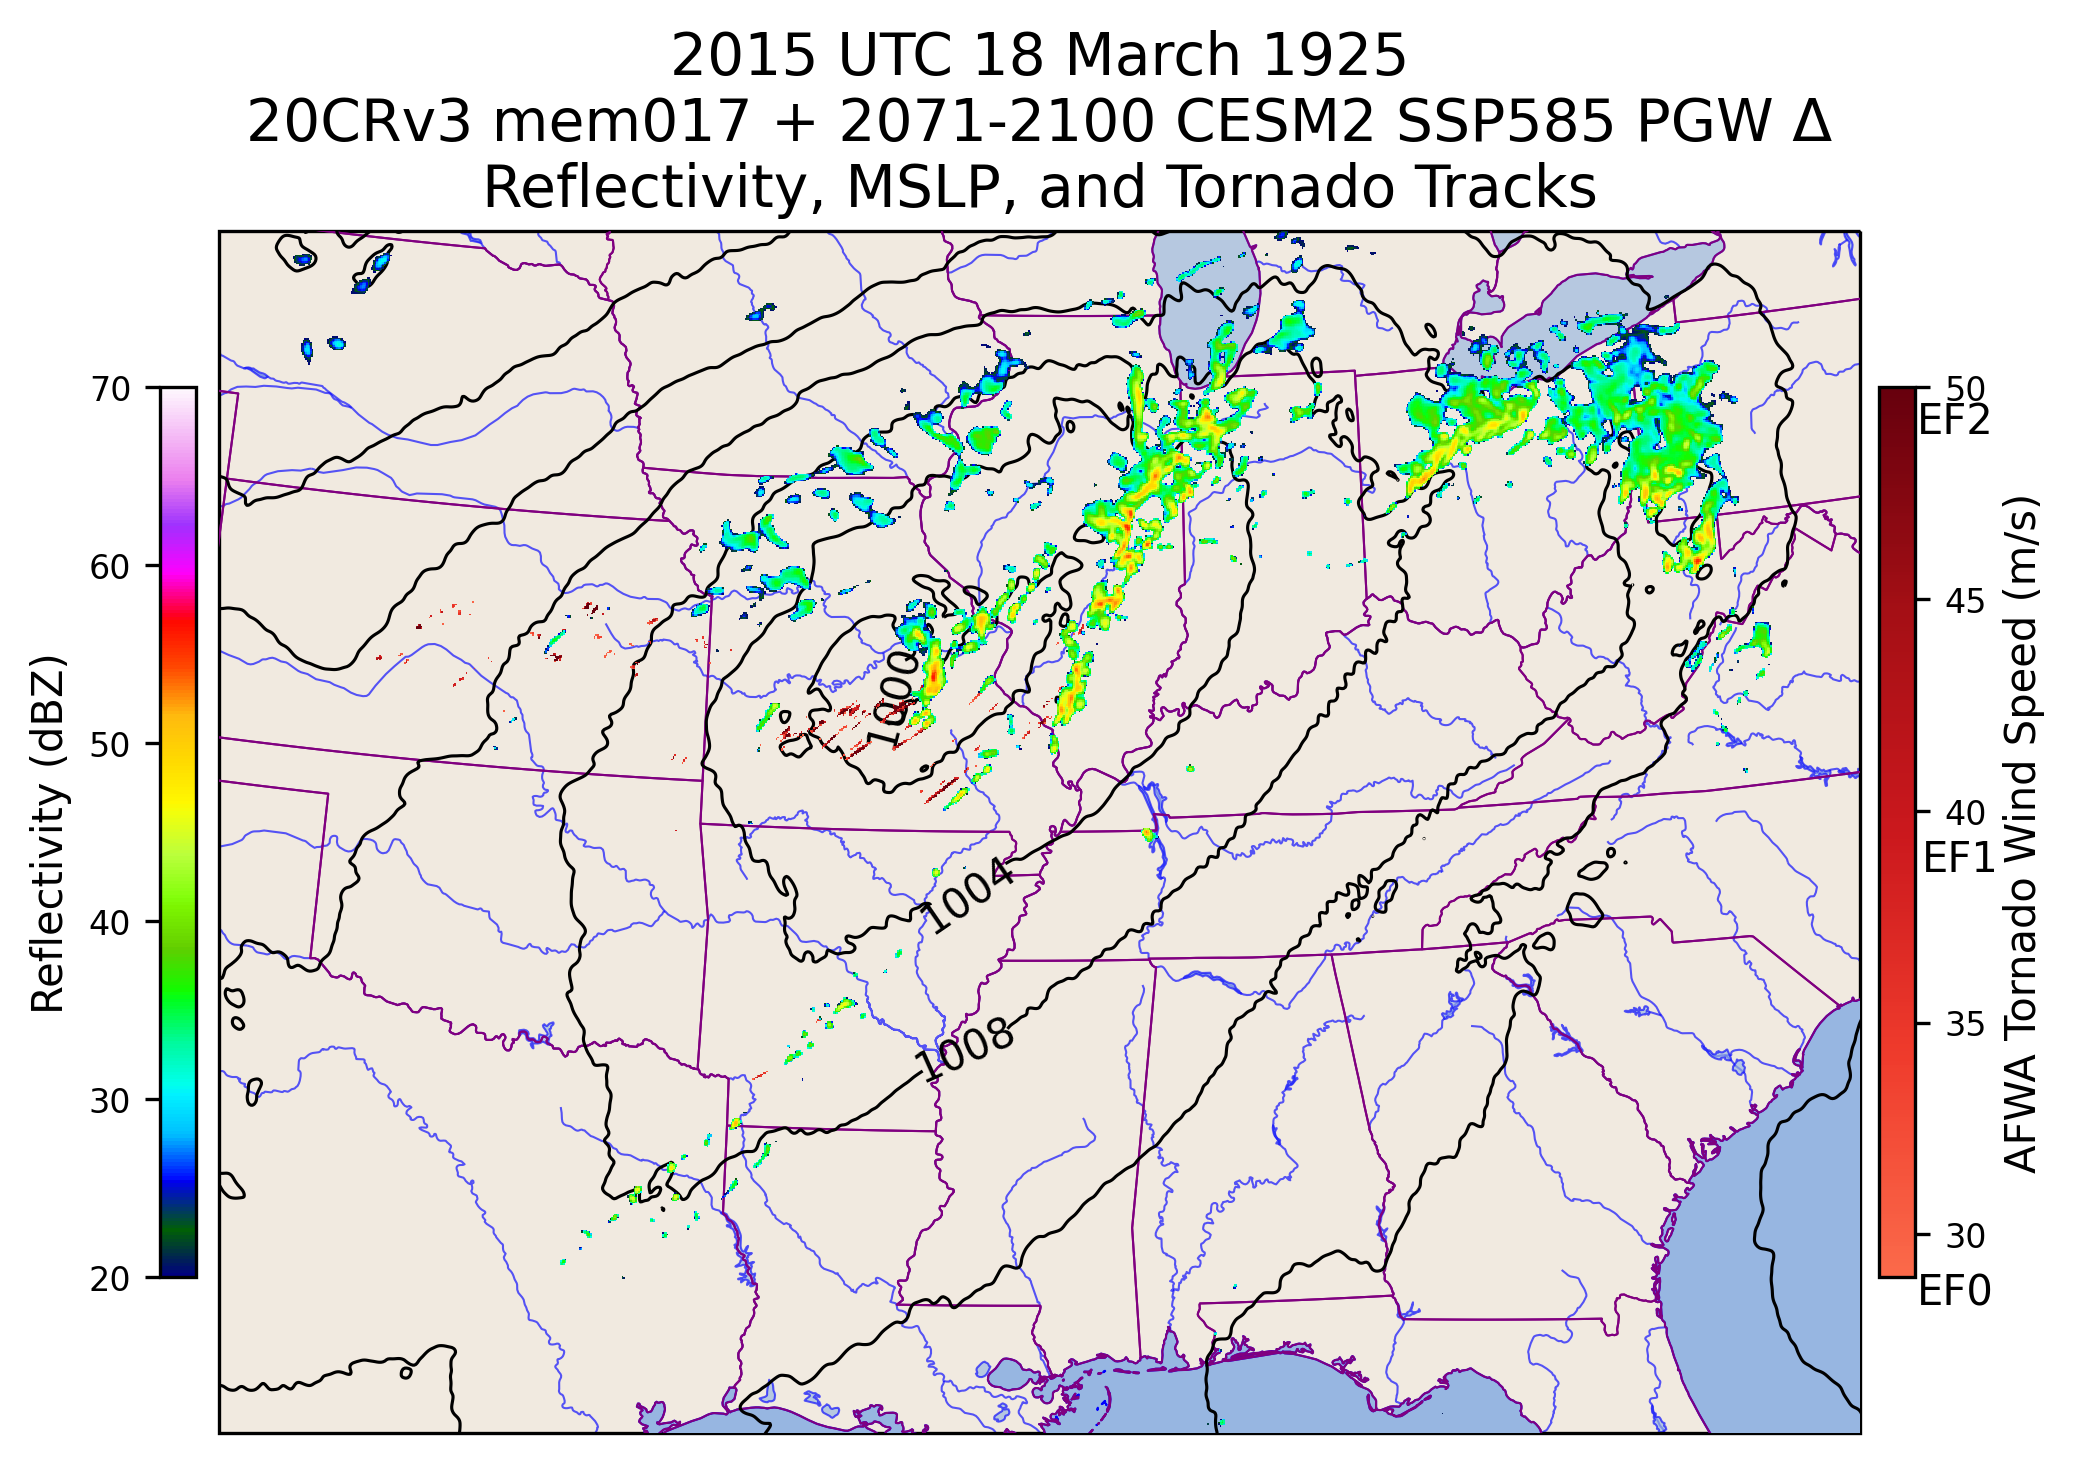 2015 UTC 18 March 1925
20CRv3 mem017 + 2071-2100 CESM2 SSP585 PGW Δ
Reflectivity, MSLP, and Tornado Tracks
70
60
50
40
30
20
Reflectivity (dBZ)
1000
1004
1008
50
EF2
45
40
EF1
35
30
EF0
AFWA Tornado Wind Speed (m/s)